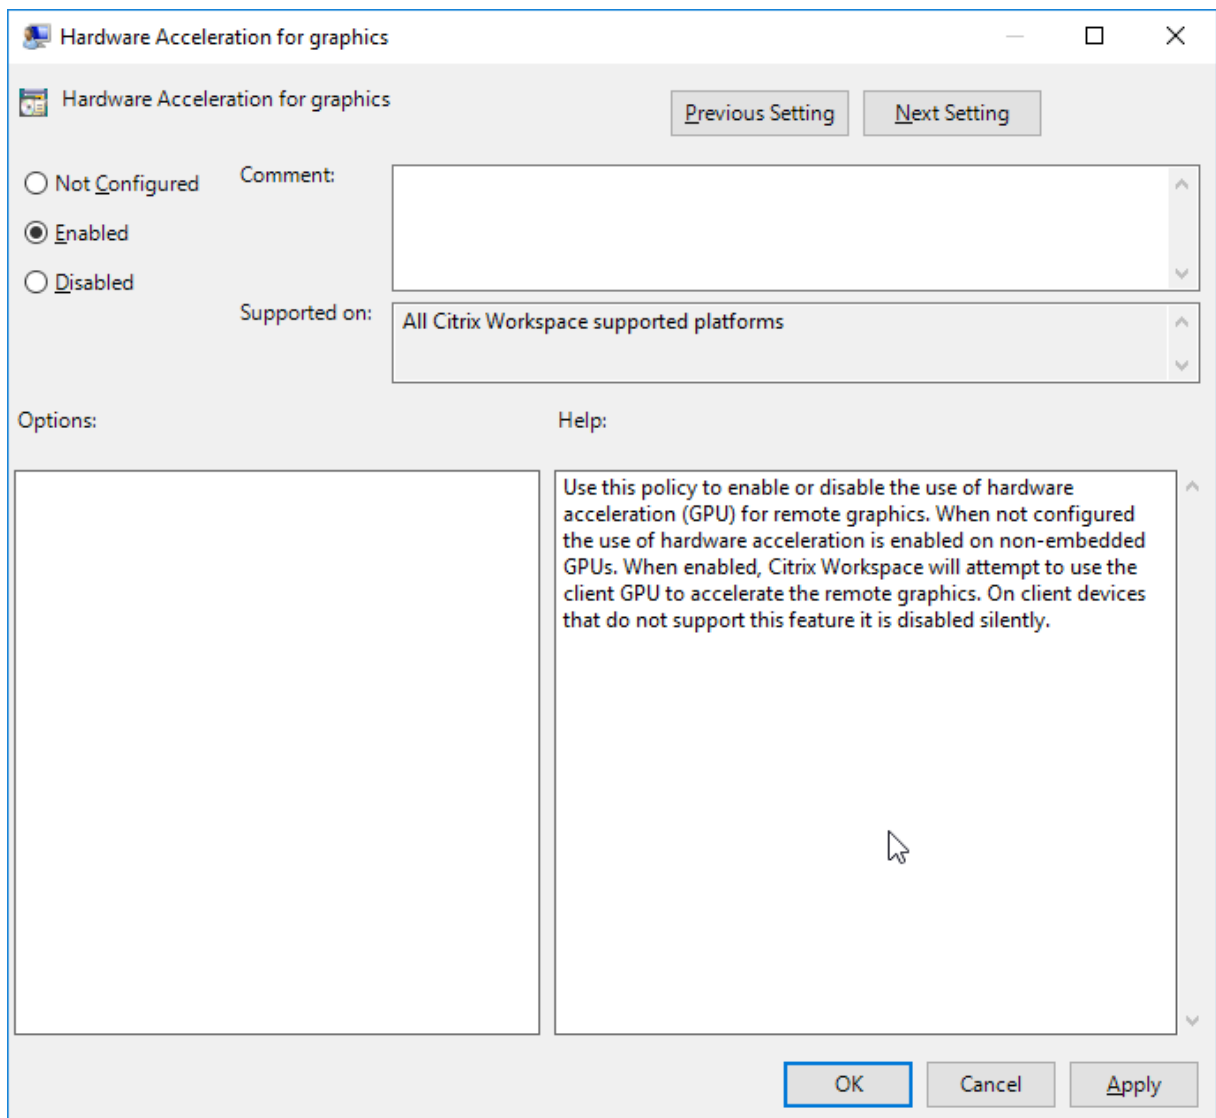 Hardware Acceleration for graphics
Hardware Acceleration for graphics
Previous Setting
Next Setting
Not Configured
Comment:
Enabled
Disabled
Supported on:
All Citrix Workspace supported platforms
Options:
Help:
Use this policy to enable or disable the use of hardware
acceleration (GPU) for remote graphics. When not configured
the use of hardware acceleration is enabled on non-embedded
GPUs. When enabled, Citrix Workspace will attempt to use the
client GPU to accelerate the remote graphics. On client devices
that do not support this feature it is disabled silently.
OK
Cancel
Apply